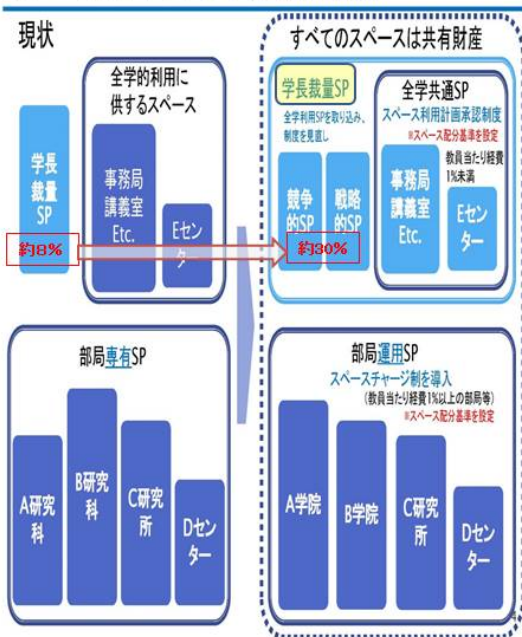 現状
学長
裁量
SP
約8%
全学的利用に
供するスペース
事務局
講義室
Etc.
Eセン
ター
部局専有SP
A研究
科
B研究
科
C研究
所
Dセン
ター
すべてのスペースは共有財産
学長裁量SP
全学利用SPを取り込み、
制度を見直し
競争
的SP
戦略
的SP
約30%
全学共通SP
スペース利用計画承認制度
※スペース配分基準を設定
事務局
講義室
Etc.
教員当たり経費
1%未満
Eセン
ター
部局運用SP
スペースチャージ制を導入
(教員当たり経費1%以上の部局等)
※スペース配分基準を設定
A学院
B学院
C研究
所
Dセン
ター